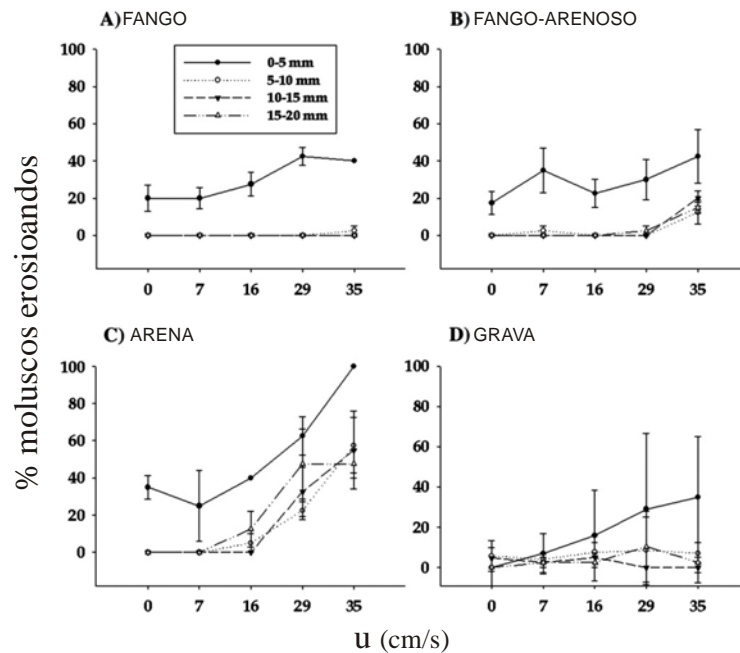 A) FANGO
B) FANGO-ARENOSO
100
80
60
40
20
0
0-5 mm
5-10 mm
10-15 mm
15-20 mm
100
80
60
40
20
0
0 7 16 29 35
0 7 16 29 35
% moluscos erosioandos
C) ARENA
D) GRAVA
100
80
60
40
20
0
100
80
60
40
20
0
0 7 16 29 35
0 7 16 29 35
u (cm/s)